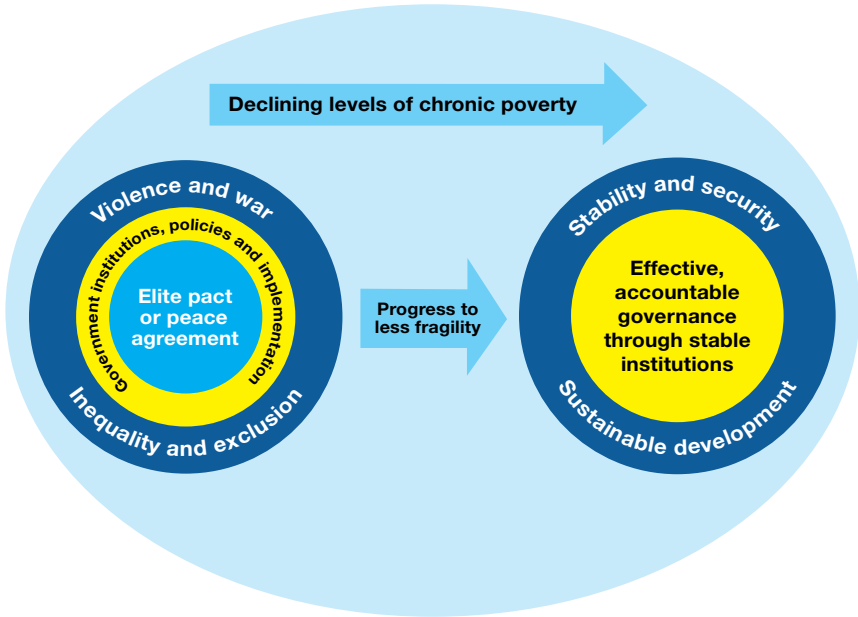 Declining levels of chronic poverty
Violence and war
Government institutions, policies and implementation
Elite pact
or peace
agreement
Inequality and exclusion
Progress to
less fragility
Stability and security
Effective,
accountable
governance
through stable
institutions
Sustainable development